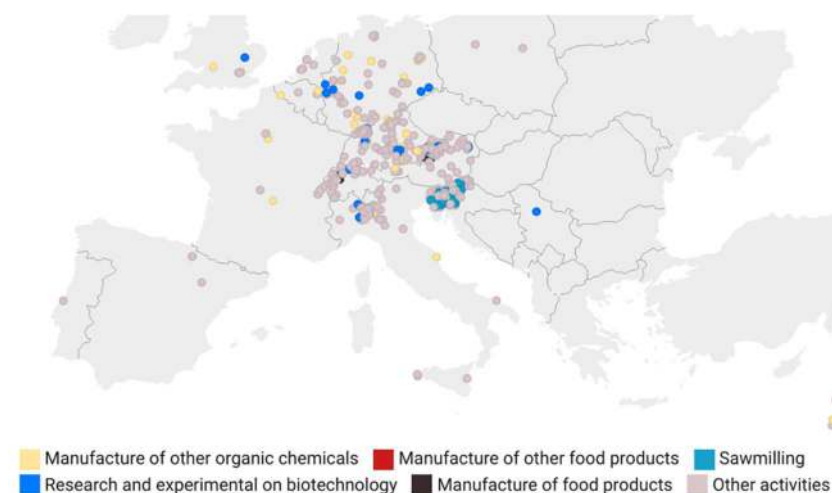 Manufacture of other organic chemicals Manufacture of other food products Sawmilling
Research and experimental on biotechnology Manufacture of food products Other activities